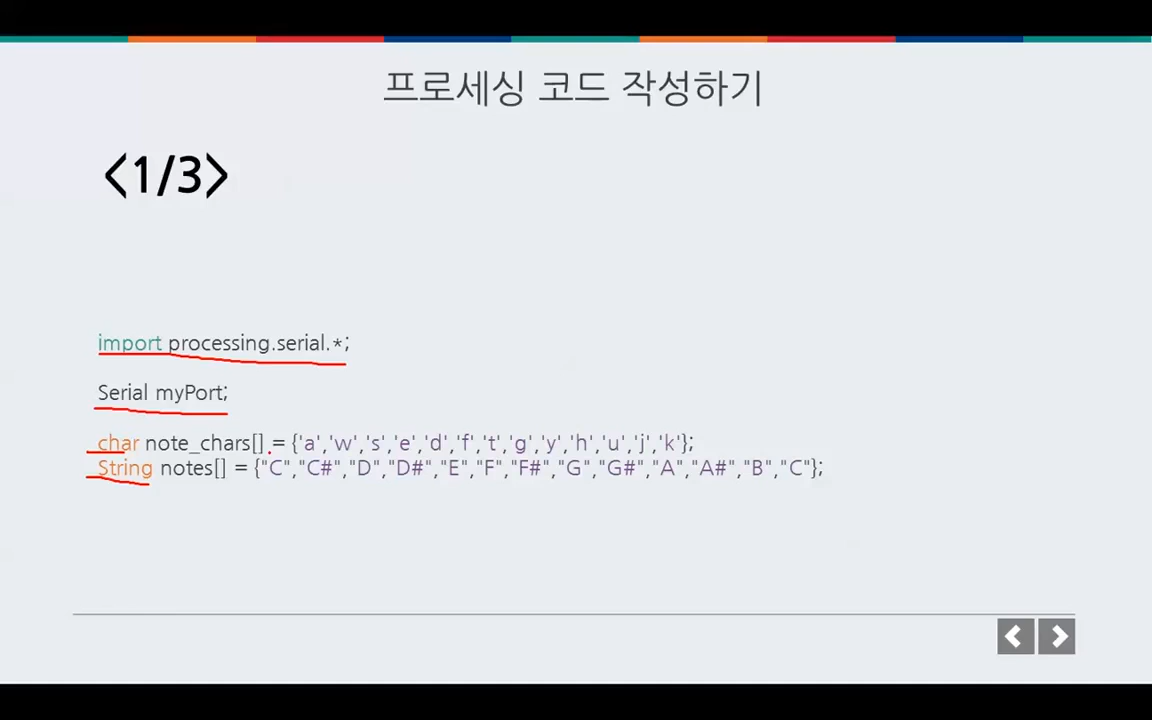 프로세싱 코드 작성하기
<1/3>
import processing.serial.*;
Serial myPort;
char note_chars[] = {'a','w','s','e','d','f','t','g','y','h','u','j','k'};
String notes[] = {"C","C#","D","D#","E","F","F#","G","G#","A","A#","B","C"};